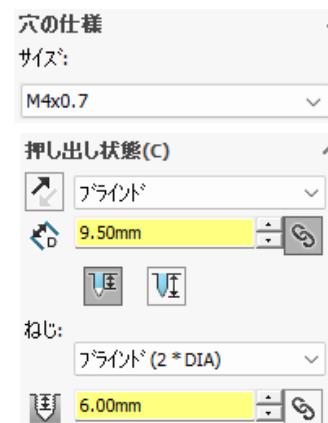 穴の仕様
ｻｲｽﾞ:
M4x0.7
押し出し状態(C)
ﾌﾞﾗｲﾝﾄﾞ
9.50mm
ねじ:
ﾌﾞﾗｲﾝﾄﾞ (2 * DIA)
6.00mm